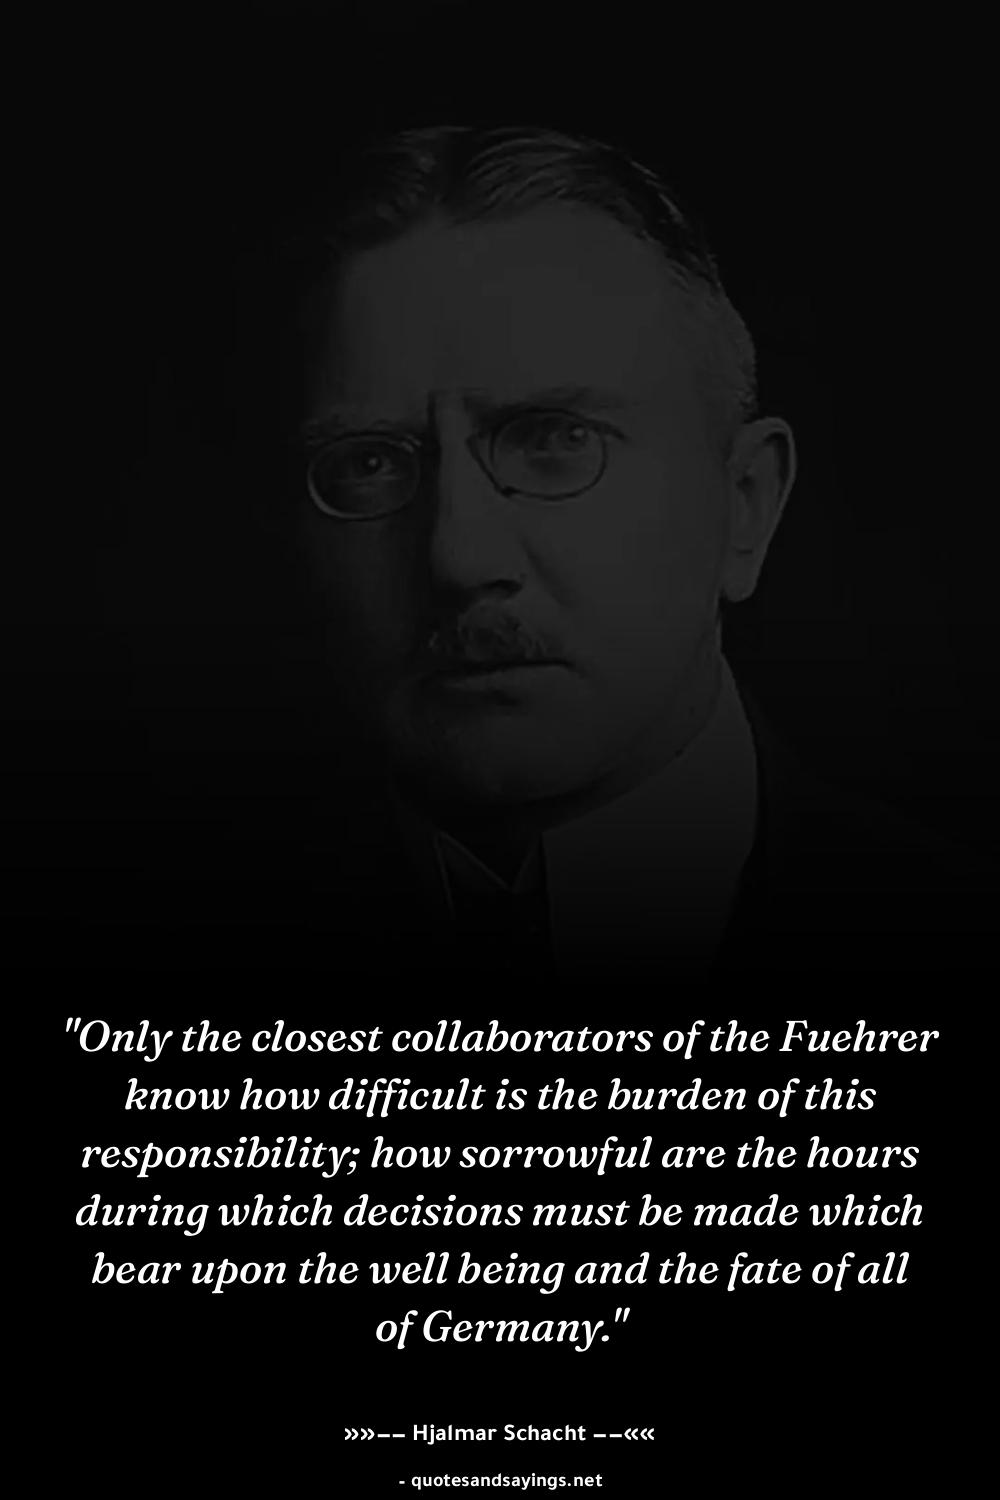 "Only the closest collaborators of the Fuehrer
know how difficult is the burden of this
responsibility; how sorrowful are the hours
during which decisions must be made which
bear upon the well being and the fate of all
of Germany."
»»–– Hjalmar Schacht ––««
- quotesandsayings.net